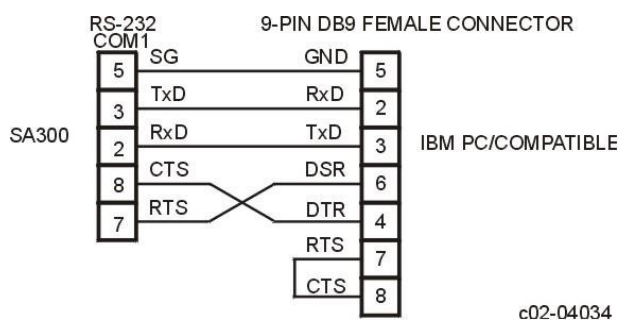 RS-232 9-PIN DB9 FEMALE CONNECTOR
COM1
5 SG GND 5
3 TxD RxD 2
SA300 2 RxD TxD 3 IBM PC/COMPATIBLE
8 CTS DSR 6
7 RTS DTR 4
RTS 7
CTS 8
c02-04034